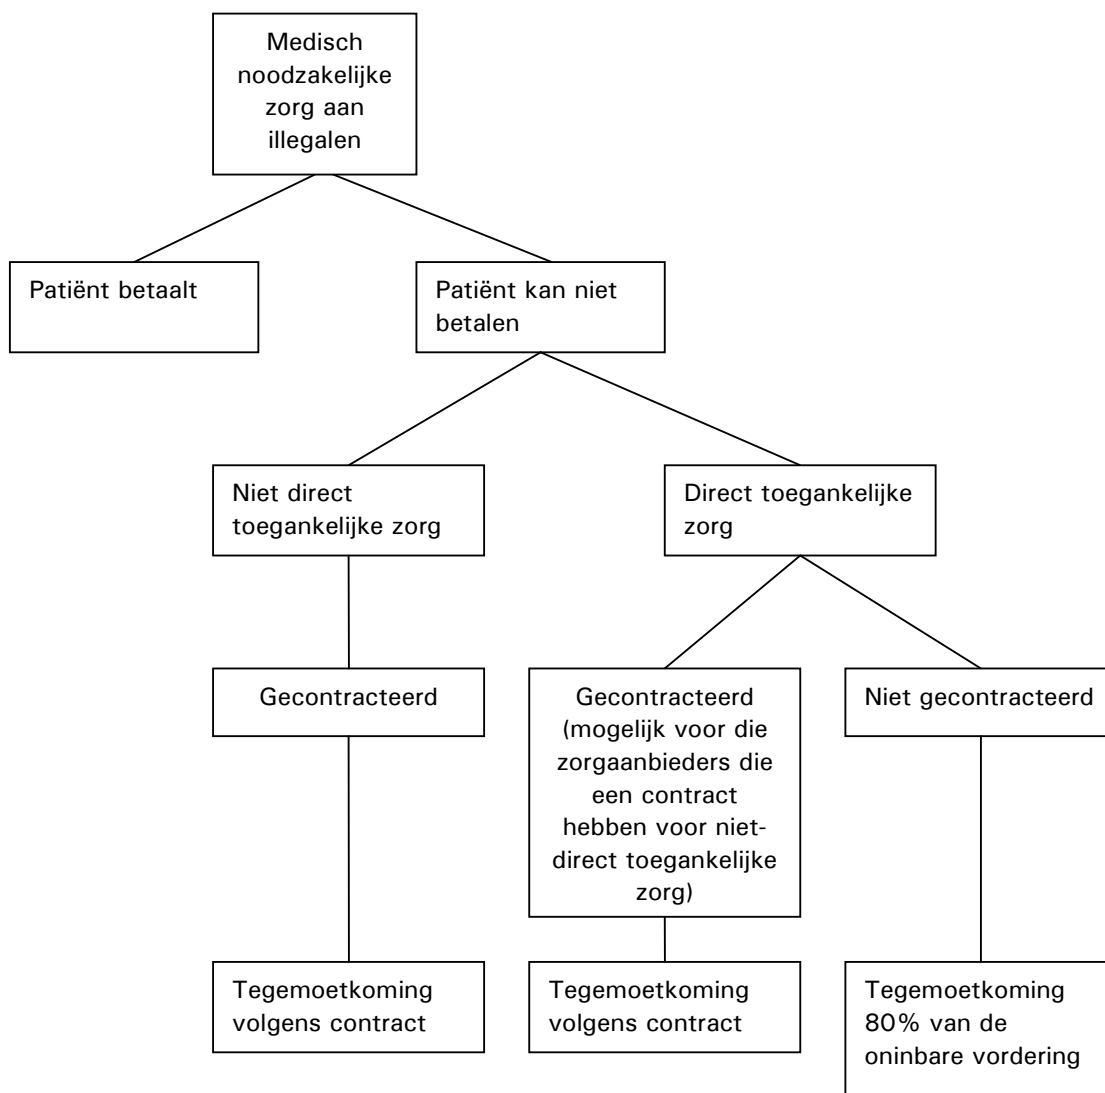 Medisch
noodzakelijke
zorg aan
illegalen
Patiënt betaalt
Patiënt kan niet
betalen
Niet direct
toegankelijke zorg
Direct toegankelijke
zorg
Gecontracteerd
Gecontracteerd
(mogelijk voor die
zorgaanbieders die
een contract
hebben voor niet-
direct toegankelijke
zorg)
Niet gecontracteerd
Tegemoetkoming
volgens contract
Tegemoetkoming
volgens contract
Tegemoetkoming
80% van de
oninbare vordering